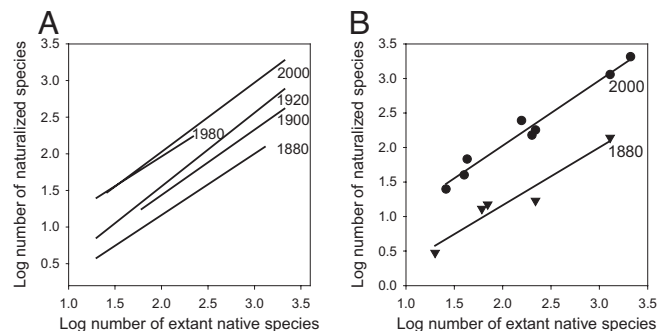 A
Log number of naturalized species
3.5
3.0
2.5
2.0
1.5
1.0
0.5
2000
1920
1980
1900
1880
1.0 1.5 2.0 2.5 3.0 3.5
Log number of extant native species
B
Log number of naturalized species
3.5
3.0
2.5
2.0
1.5
1.0
0.5
0.0
2000
1880
1.0 1.5 2.0 2.5 3.0 3.5
Log number of extant native species